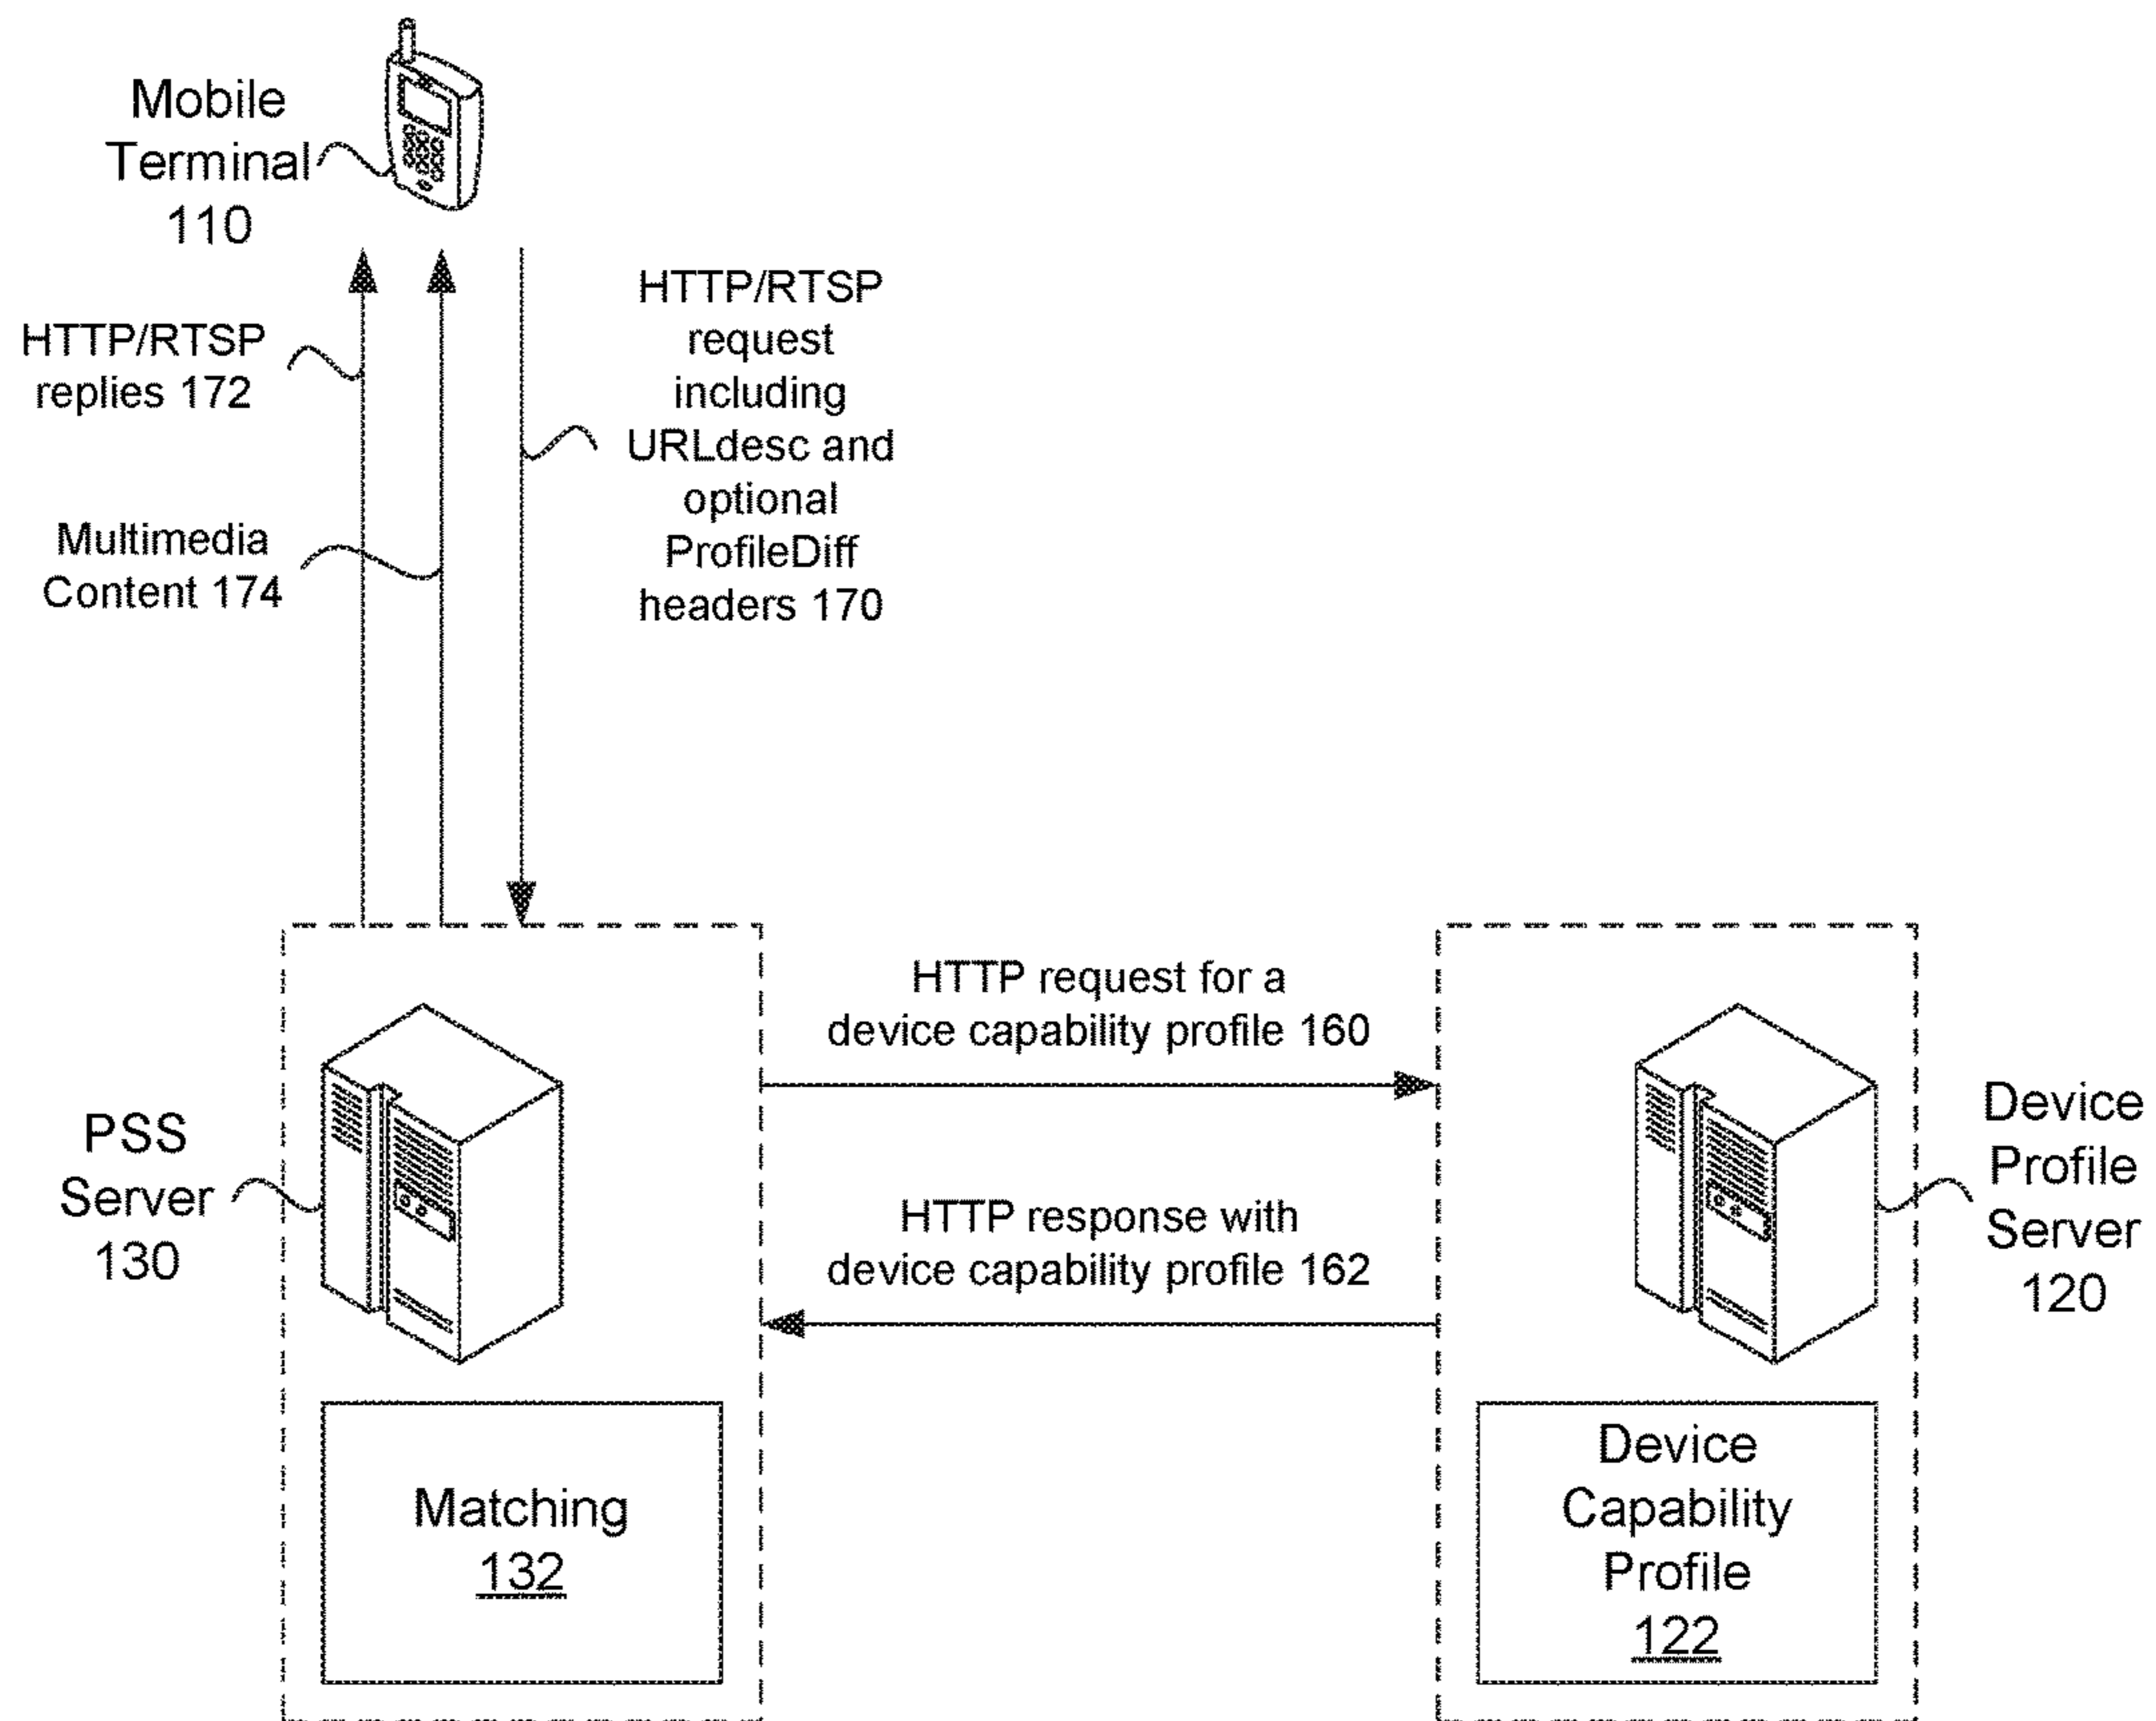 Mobile
Terminal
110
HTTP/RTSP
replies 172
Multimedia
Content 174
HTTP/RTSP
request
including
URLdesc and
optional
ProfileDiff
headers 170
HTTP request for a
device capability profile 160
HTTP response with
device capability profile 162
PSS
Server
130
Matching
132
Device
Profile
Server
120
Device
Capability
Profile
122